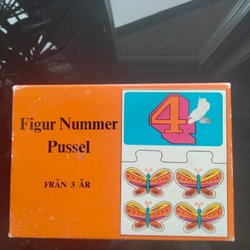 Figur Nummer
Pussel
FRÅN 3 ÅR
4